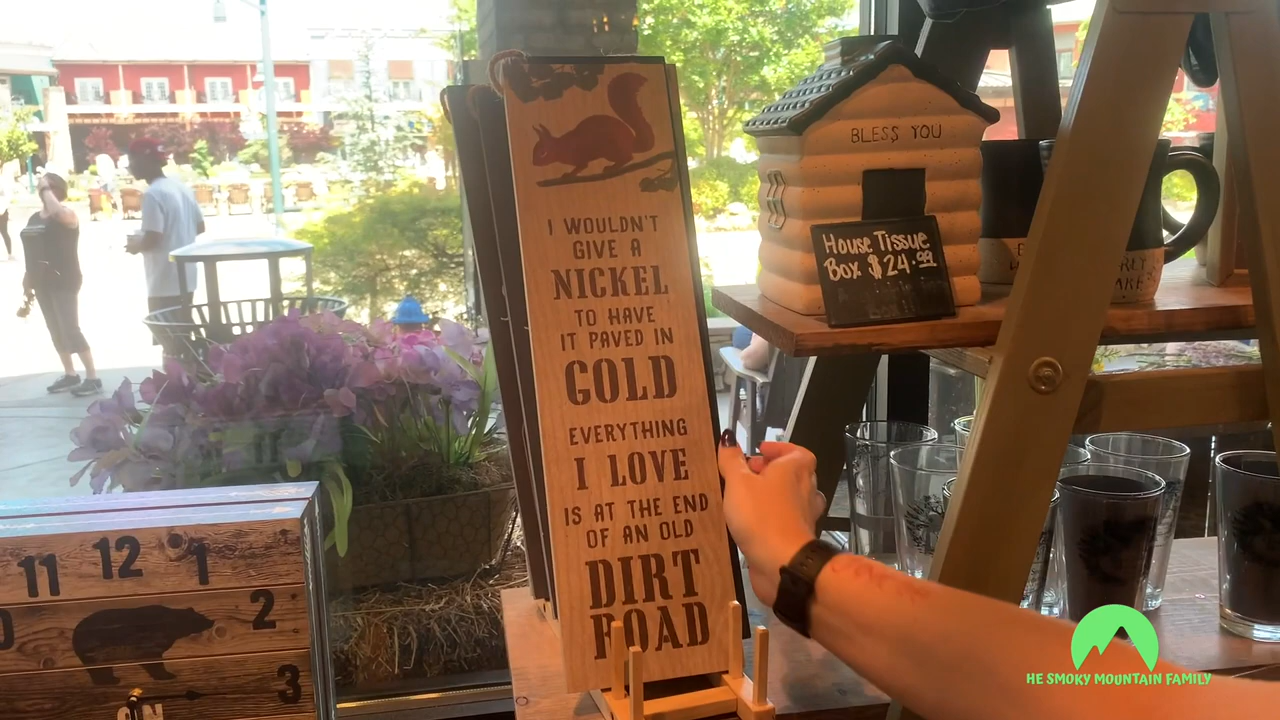 I WOULDN'T
GIVE A
NICKEL
TO HAVE
IT PAVED IN
GOLD
EVERYTHING
I LOVE
IS AT THE END
OF AN OLD
DIRT
ROAD
BLESS YOU
House Tissue
Box $24.99
11 12 1
2
3
HE SMOKY MOUNTAIN FAMILY